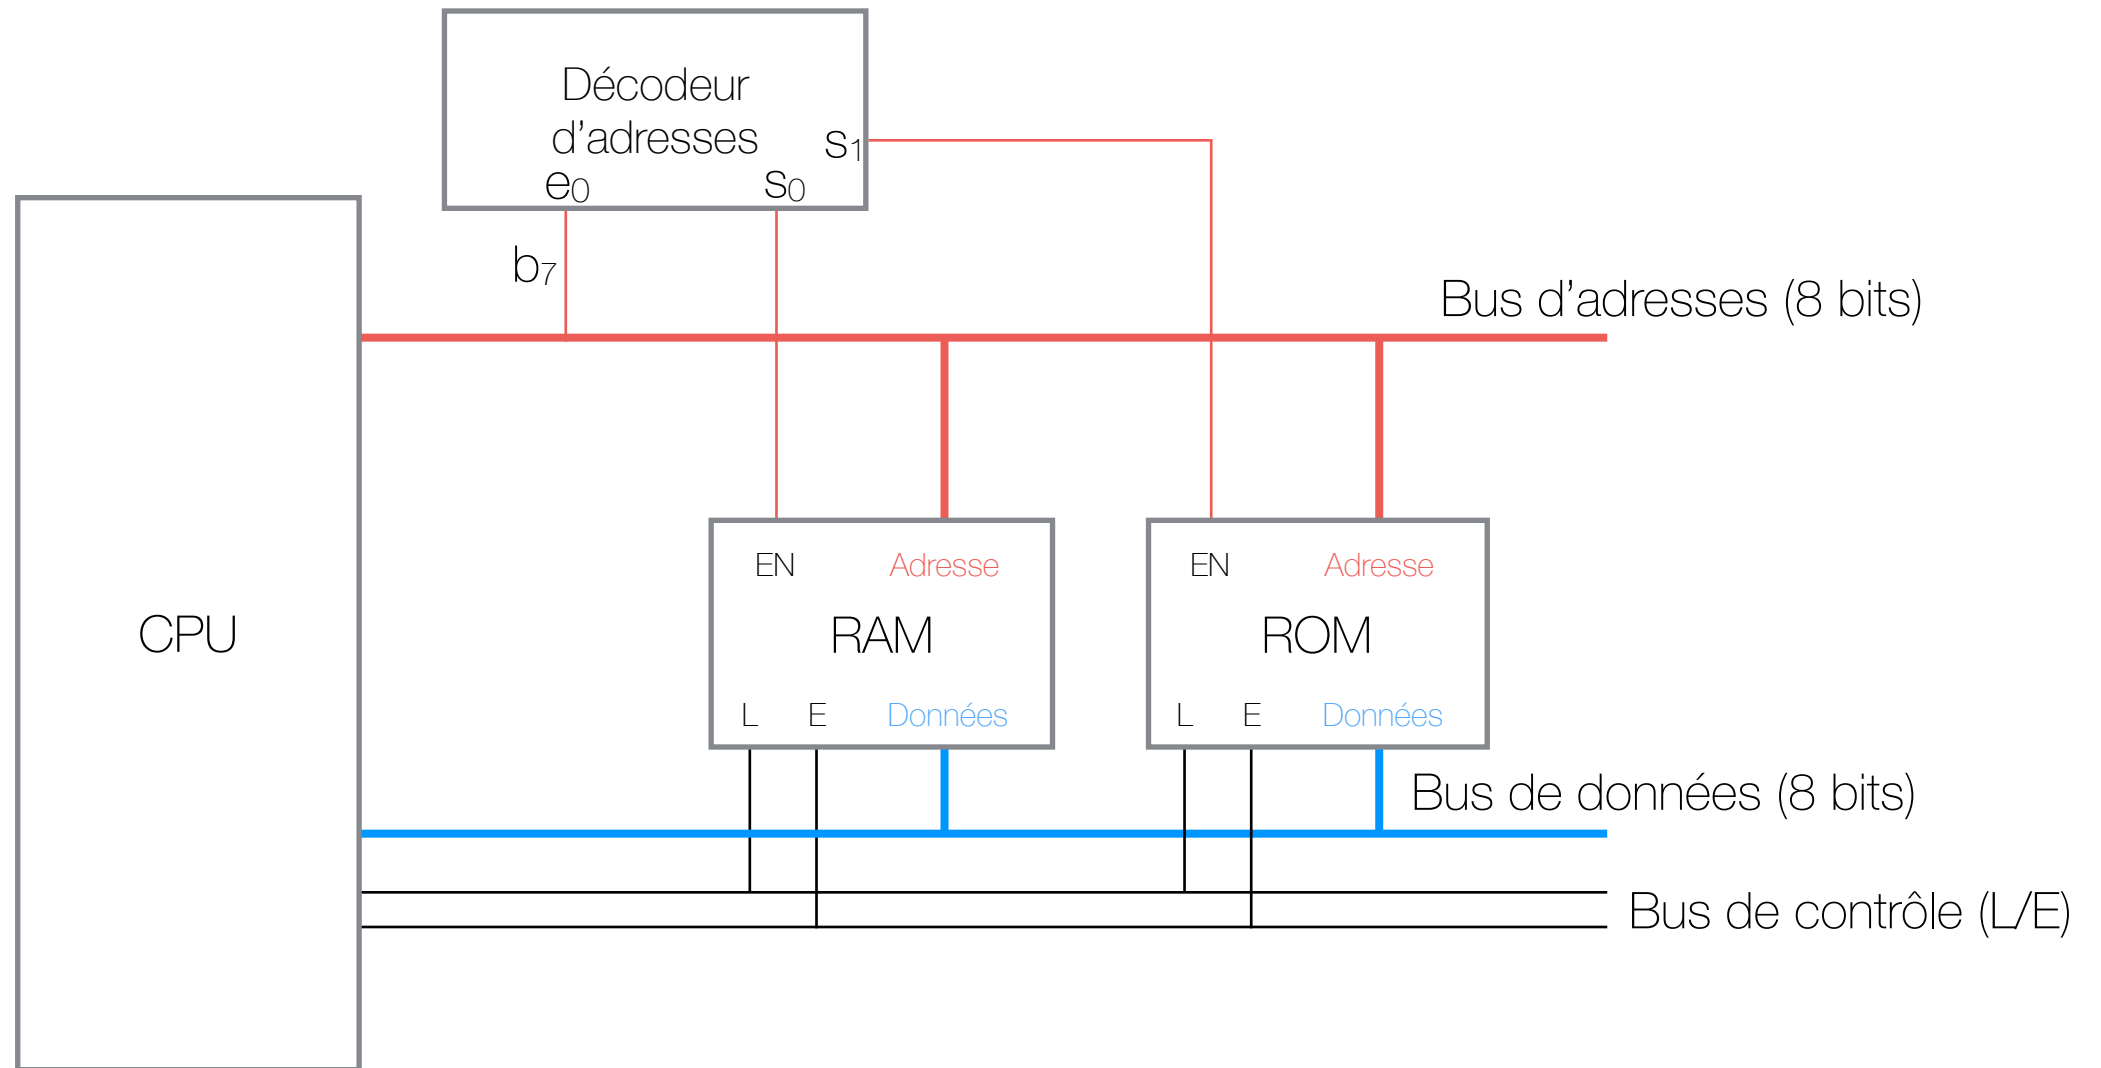 Décodeur
d’adresses
s1
e0
s0
b7
Bus d’adresses (8 bits)
CPU
EN
Adresse
RAM
L
E
Données
EN
Adresse
ROM
L
E
Données
Bus de données (8 bits)
Bus de contrôle (L/E)